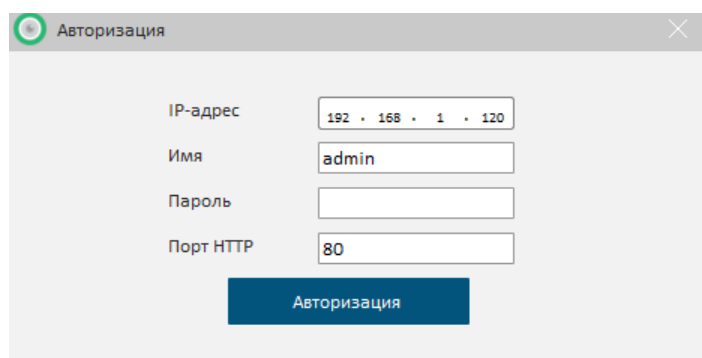 Авторизация
IP-адрес 192 . 168 . 1 . 120
Имя admin
Пароль
Порт HTTP 80
Авторизация